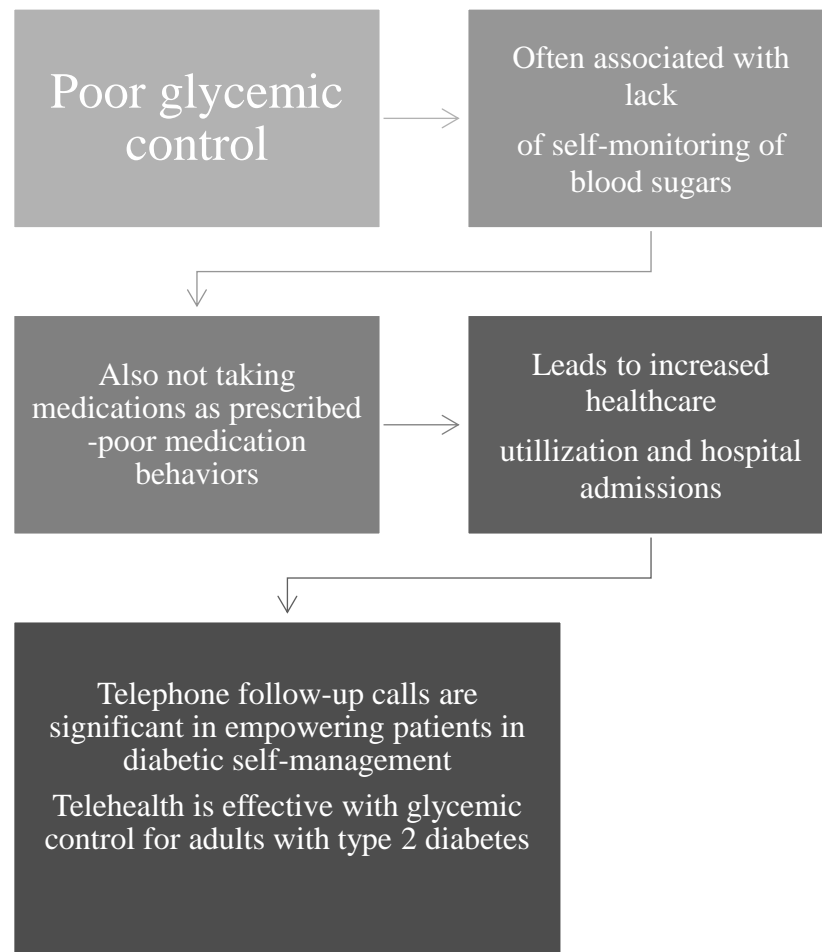 Poor glycemic
control
Often associated with
lack
of self-monitoring of
blood sugars
Also not taking
medications as prescribed
-poor medication
behaviors
Leads to increased
healthcare
utillization and hospital
admissions
Telephone follow-up calls are
significant in empowering patients in
diabetic self-management
Telehealth is effective with glycemic
control for adults with type 2 diabetes